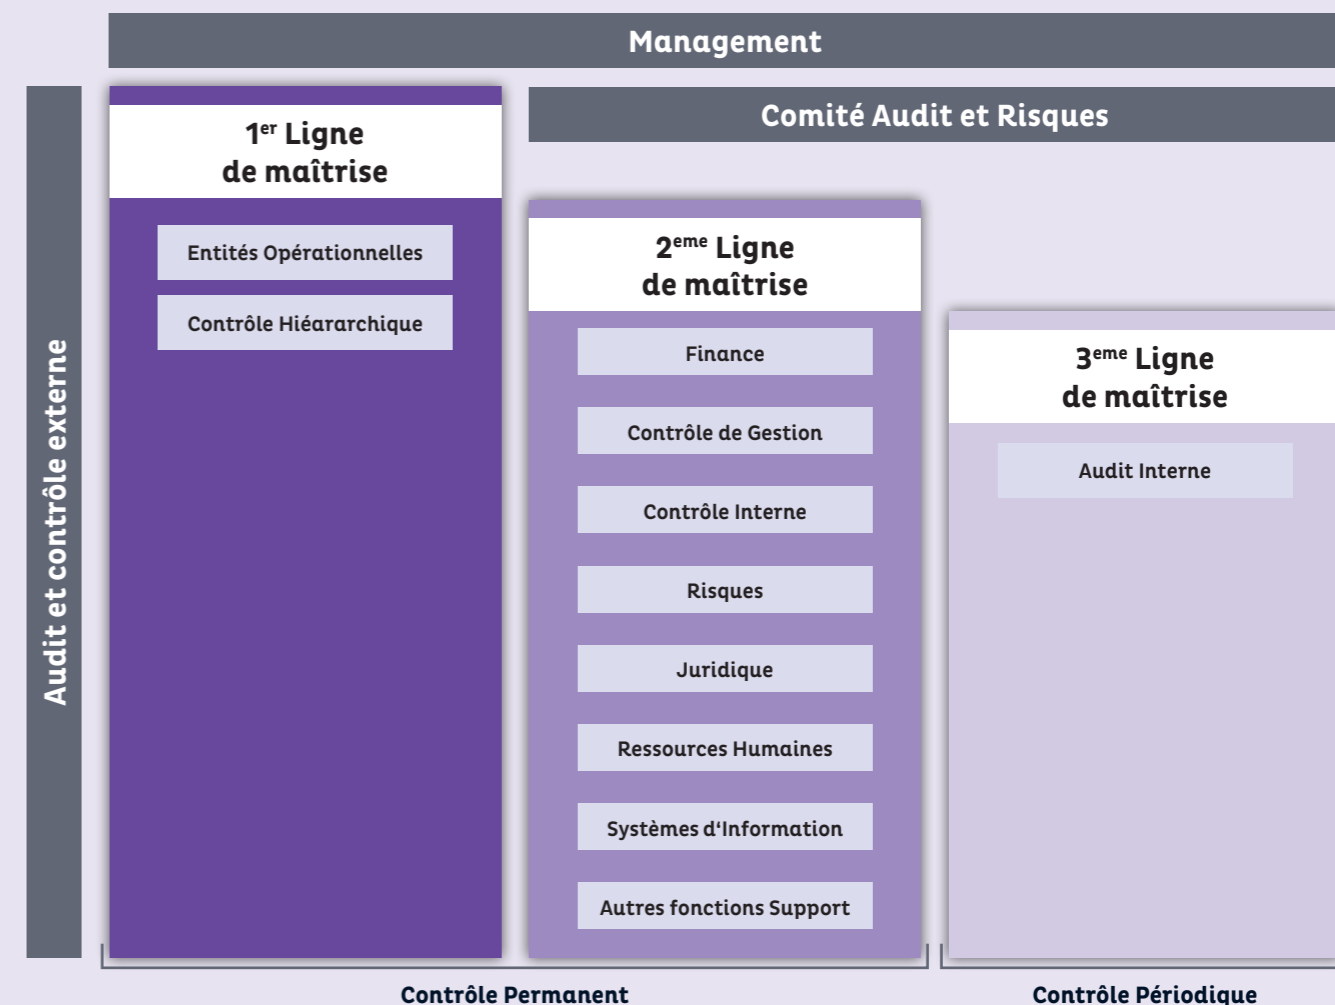 Management
Audit et contrôle externe
1er Ligne
de maîtrise
Entités Opérationnelles
Contrôle Hiéararchique
Comité Audit et Risques
2eme Ligne
de maîtrise
Finance
Contrôle de Gestion
Contrôle Interne
Risques
Juridique
Ressources Humaines
Systèmes d‘Information
Autres fonctions Support
3eme Ligne
de maîtrise
Audit Interne
Contrôle Permanent
Contrôle Périodique